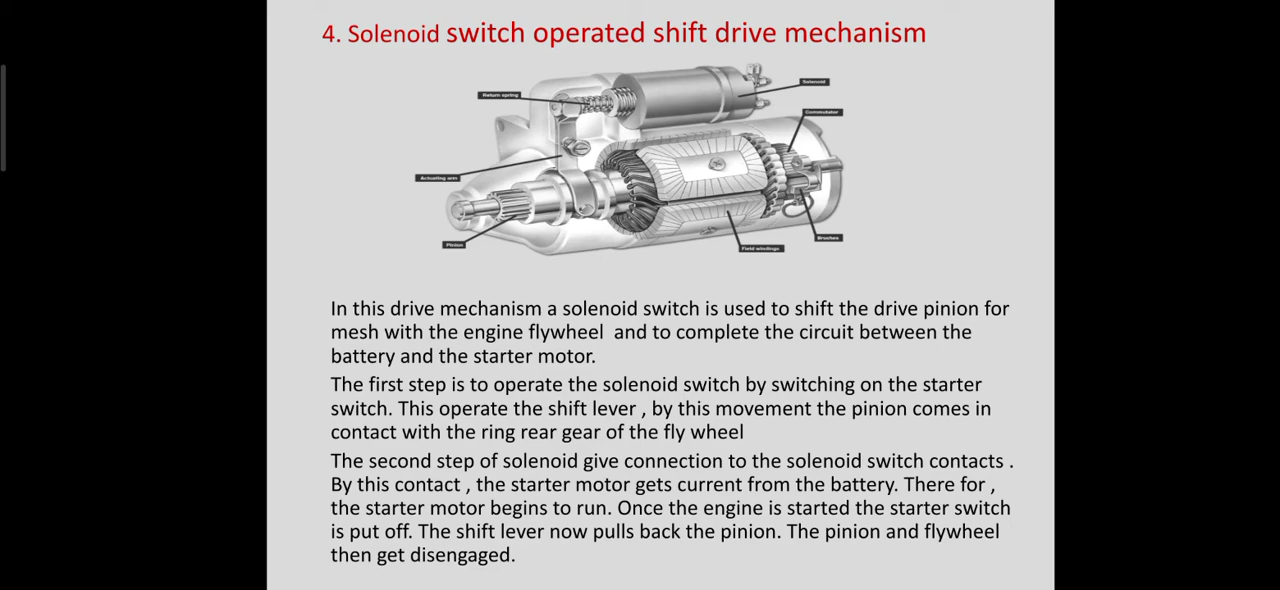 4. Solenoid switch operated shift drive mechanism
Solenoid
Return spring
Commutator
Actuating arm
Brushes
Pinion
Field windings
In this drive mechanism a solenoid switch is used to shift the drive pinion for
mesh with the engine flywheel and to complete the circuit between the
battery and the starter motor.
The first step is to operate the solenoid switch by switching on the starter
switch. This operate the shift lever , by this movement the pinion comes in
contact with the ring rear gear of the fly wheel
The second step of solenoid give connection to the solenoid switch contacts .
By this contact , the starter motor gets current from the battery. There for ,
the starter motor begins to run. Once the engine is started the starter switch
is put off. The shift lever now pulls back the pinion. The pinion and flywheel
then get disengaged.